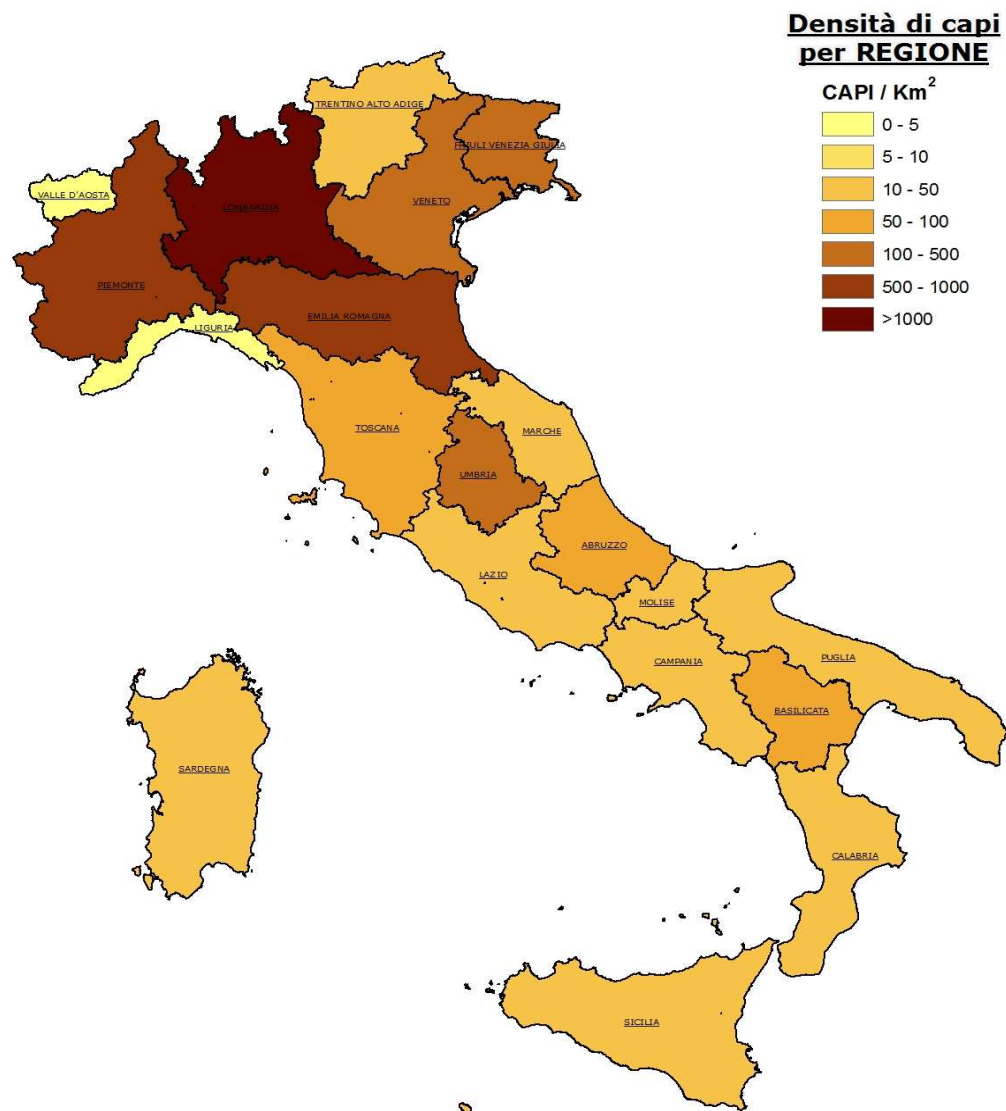 Densità di capi
per REGIONE
CAPI / Km²
0 - 5
5 - 10
10 - 50
50 - 100
100 - 500
500 - 1000
>1000
TRENTINO ALTO ADIGE
FRIULI VENEZIA GIULIA
VALLE D'AOSTA
LOMBARDIA
VENETO
PIEMONTE
EMILIA ROMAGNA
LIGURIA
TOSCANA
MARCHE
UMBRIA
ABRUZZO
LAZIO
MOLISE
CAMPANIA
PUGLIA
BASILICATA
SARDEGNA
CALABRIA
SICILIA